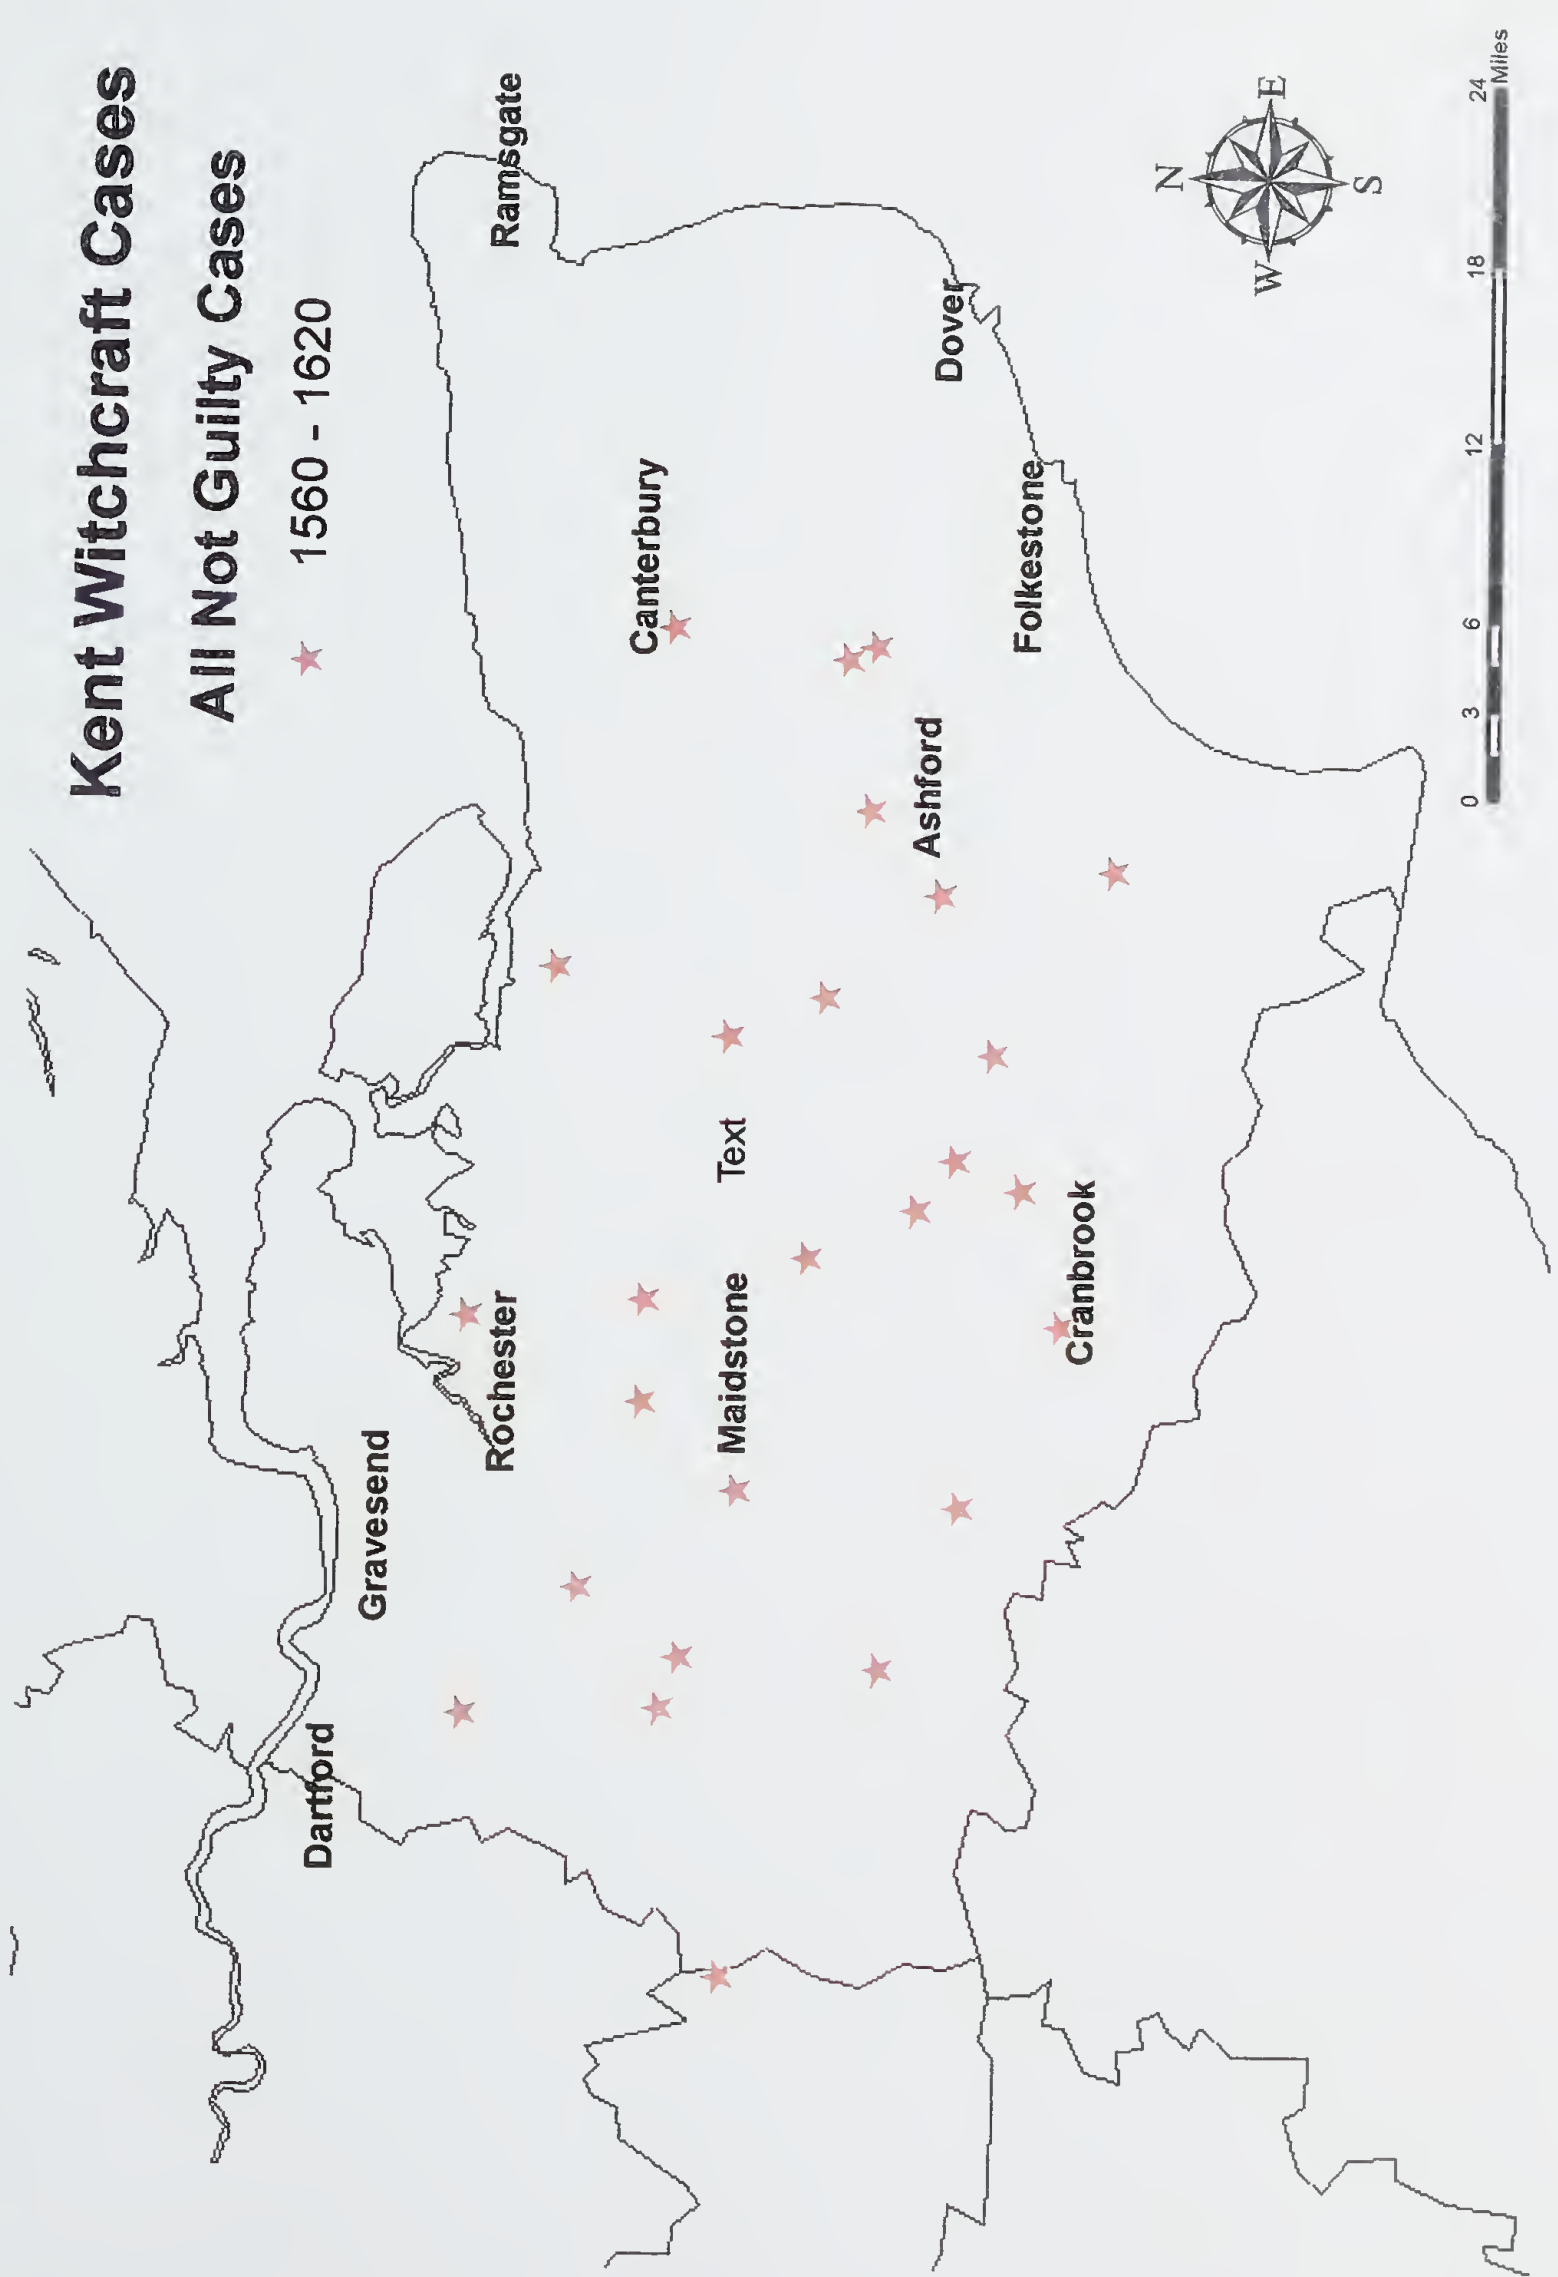 Kent Witchcraft Cases
All Not Guilty Cases
1560 - 1620
Dartford
Gravesend
Rochester
Ramsgate
Canterbury
Maidstone
Text
Ashford
Dover
Cranbrook
Folkestone
N
W
E
S
0 3 6 12 18 24
Miles